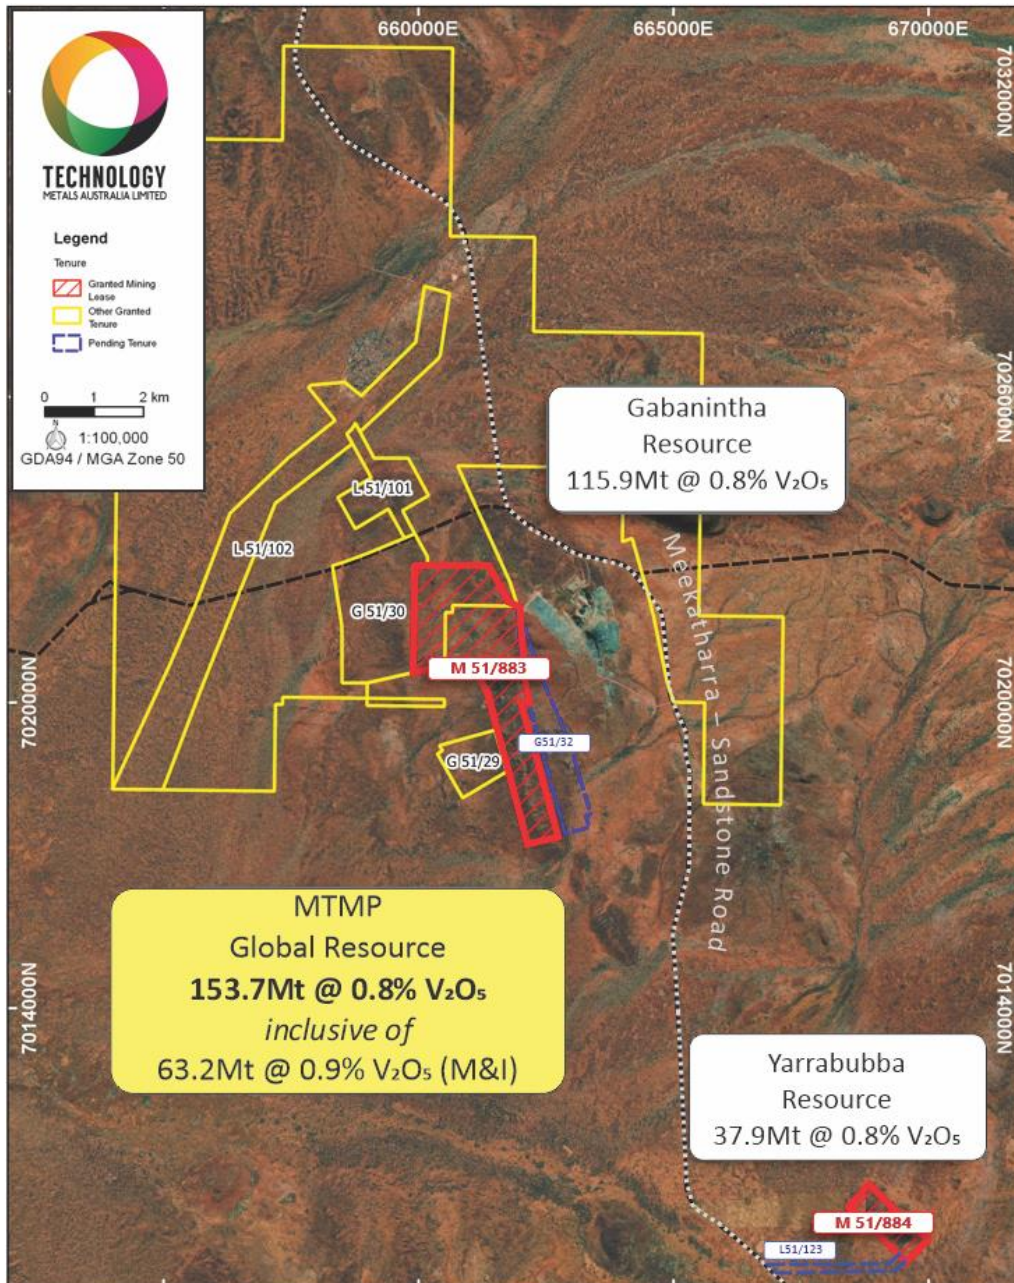 660000E
665000E
670000E
7032000N
TECHNOLOGY
METALS AUSTRALIA LIMITED
Legend
Tenure
Granted Mining
Lease
Other Granted
Tenure
Pending Tenure
0 1 2 km
N
1:100,000
GDA94 / MGA Zone 50
7026000N
Gabanintha
Resource
115.9Mt @ 0.8% V₂O₅
L 51/101
L 51/102
G 51/30
M 51/883
Meekatharra – Sandstone Road
7020000N
7020000N
G51/32
G 51/29
MTMP
Global Resource
153.7Mt @ 0.8% V₂O₅
inclusive of
63.2Mt @ 0.9% V₂O₅ (M&I)
7014000N
7014000N
Yarrabubba
Resource
37.9Mt @ 0.8% V₂O₅
M 51/884
L51/123